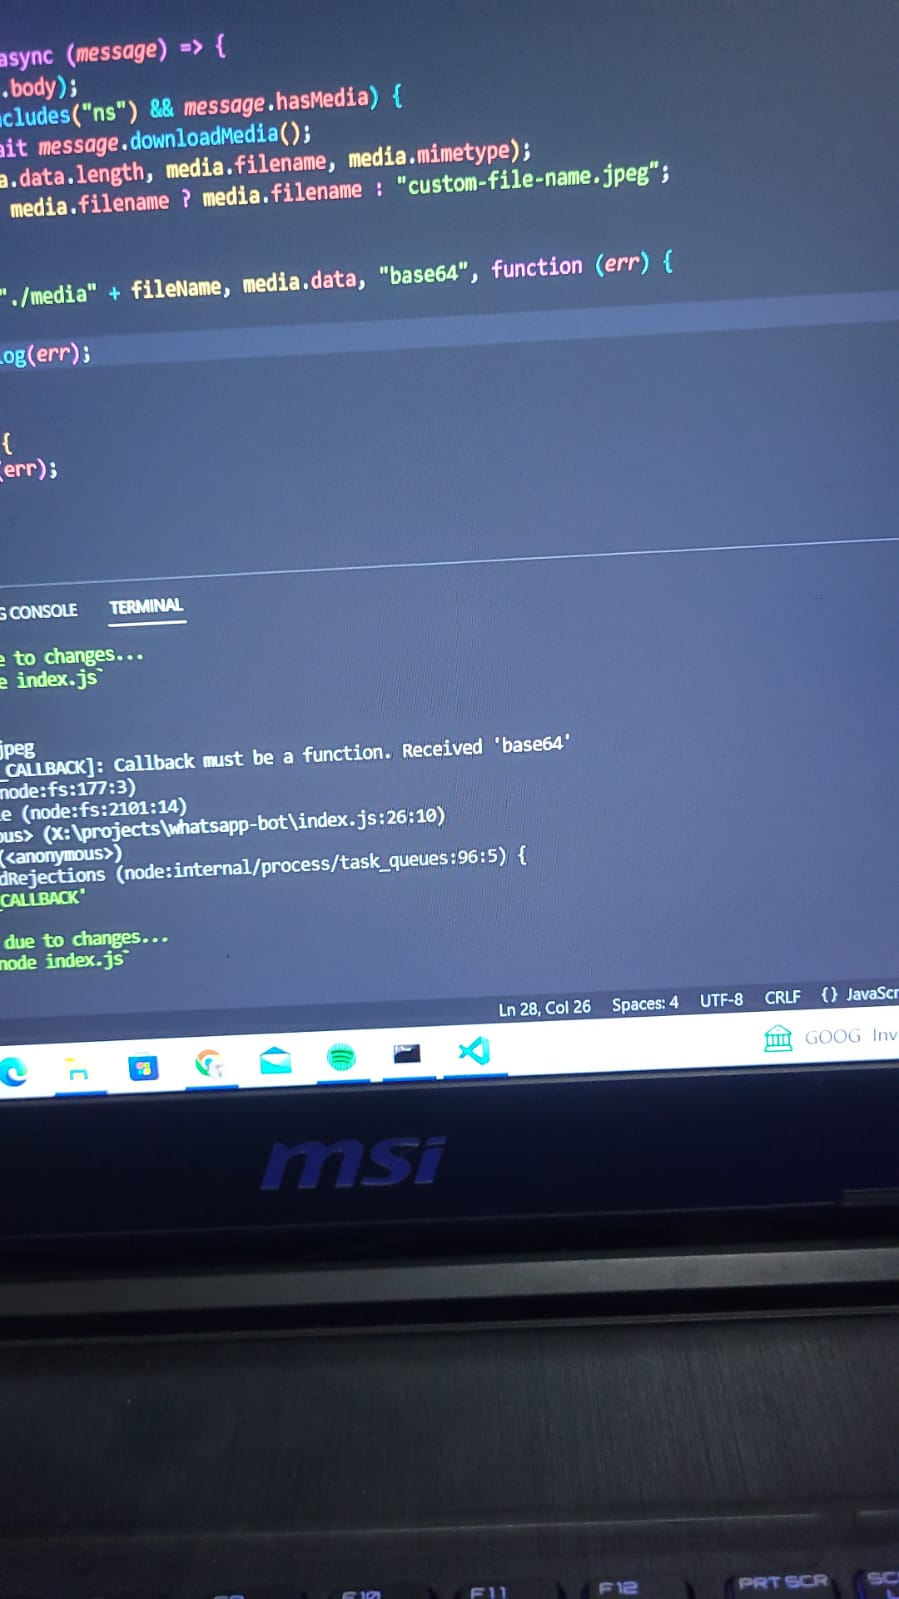 async (message) => {
.body);
cludes("ns") && message.hasMedia) {
ait message.downloadMedia();
a.data.length, media.filename, media.mimetype);
media.filename ? media.filename : "custom-file-name.jpeg";
"./media" + fileName, media.data, "base64", function (err) {
log(err);
{
(err);
G CONSOLE TERMINAL
e to changes...
e index.js`
jpeg
_CALLBACK]: Callback must be a function. Received 'base64'
node:fs:177:3)
le (node:fs:2101:14)
ous> (X:\projects\whatsapp-bot\index.js:26:10)
(<anonymous>)
dRejections (node:internal/process/task_queues:96:5) {
_CALLBACK'
due to changes...
node index.js`
Ln 28, Col 26 Spaces: 4 UTF-8 CRLF {} JavaScr
GOOG Inv
msi
F10 F11 F12 PRT SCR SC